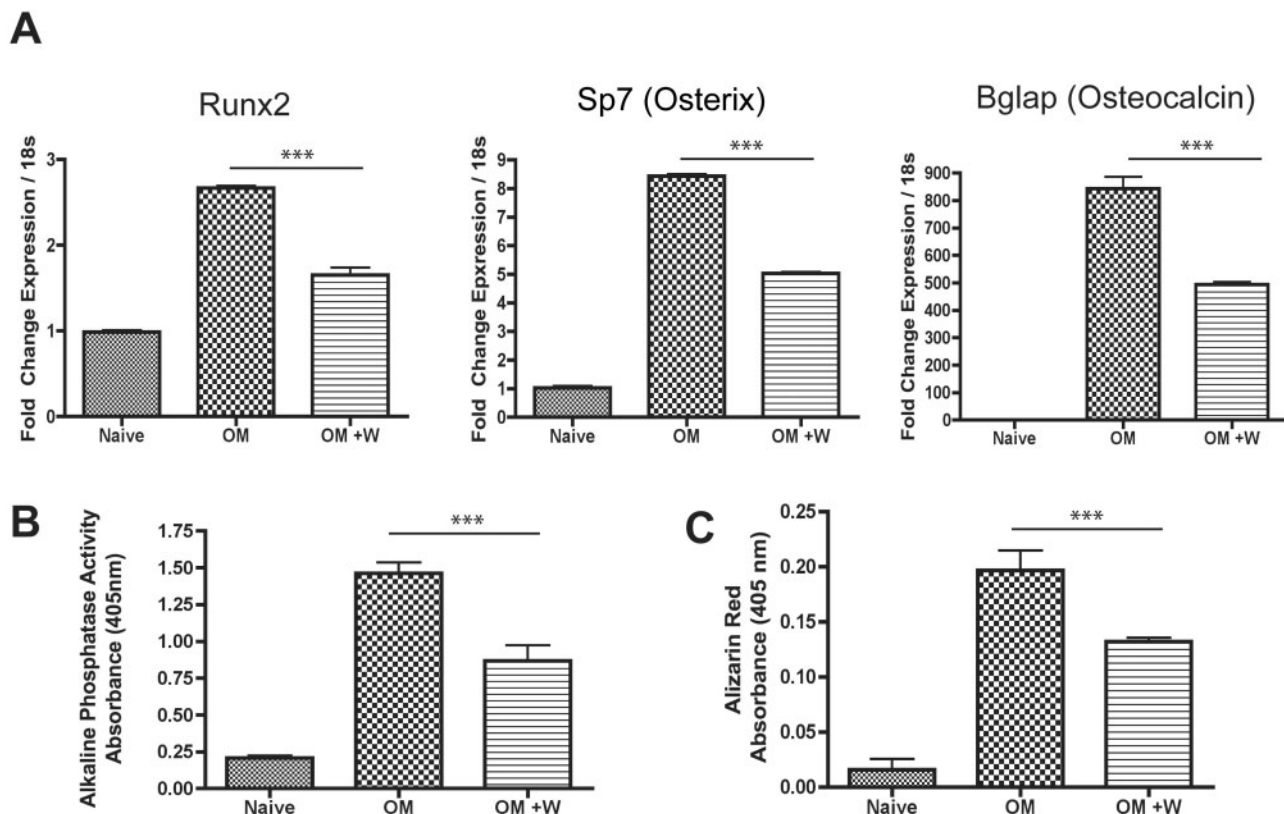 A
Runx2
Sp7 (Osterix)
Bglap (Osteocalcin)
Fold Change Expression / 18s
3
2
1
0
***
Naive
OM
OM +W
Fold Change Epxression / 18s
9
8
7
6
5
4
3
2
1
0
***
Naive
OM
OM +W
Fold Change Expression / 18s
900
800
700
600
500
400
300
200
100
0
***
Naive
OM
OM +W
B
Alkaline Phosphatase Activity
Absorbance (405nm)
1.75
1.50
1.25
1.00
0.75
0.50
0.25
0.00
***
Naive
OM
OM +W
C
Alizarin Red
Absorbance (405 nm)
0.25
0.20
0.15
0.10
0.05
0.00
***
Naive
OM
OM +W